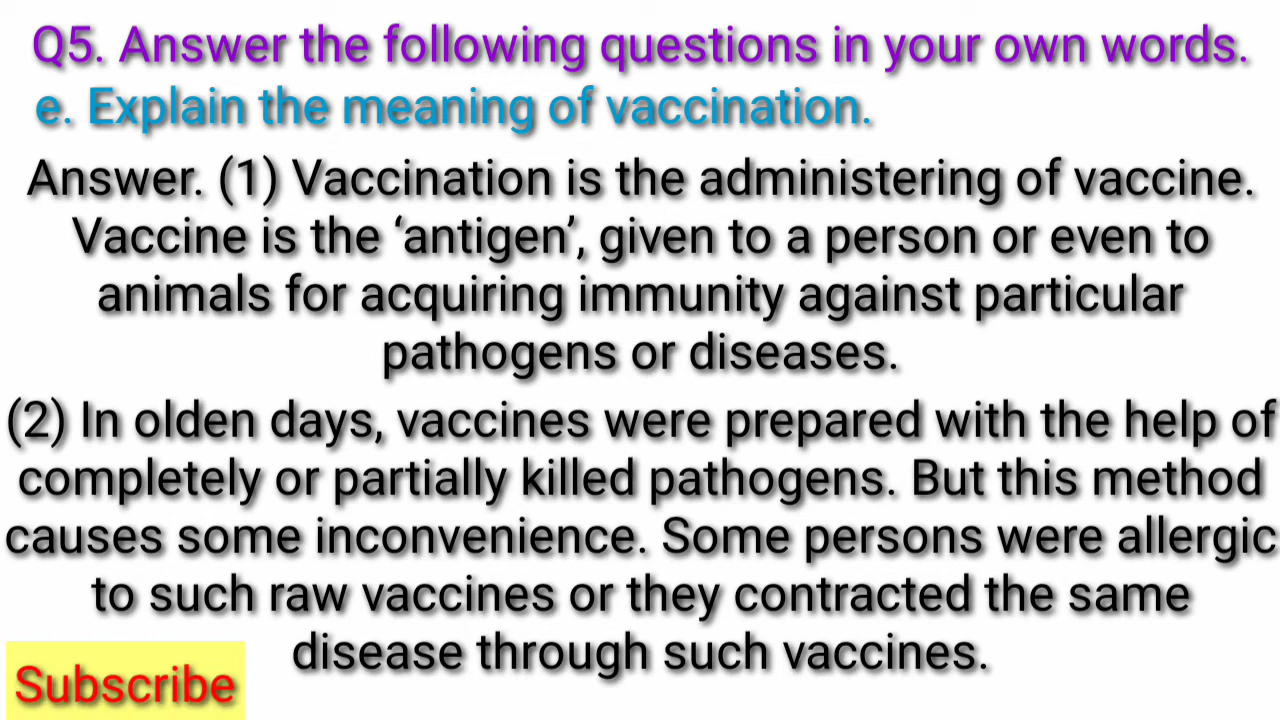 Q5. Answer the following questions in your own words.
e. Explain the meaning of vaccination.
Answer. (1) Vaccination is the administering of vaccine.
Vaccine is the ‘antigen’, given to a person or even to
animals for acquiring immunity against particular
pathogens or diseases.
(2) In olden days, vaccines were prepared with the help of
completely or partially killed pathogens. But this method
causes some inconvenience. Some persons were allergic
to such raw vaccines or they contracted the same
disease through such vaccines.
Subscribe